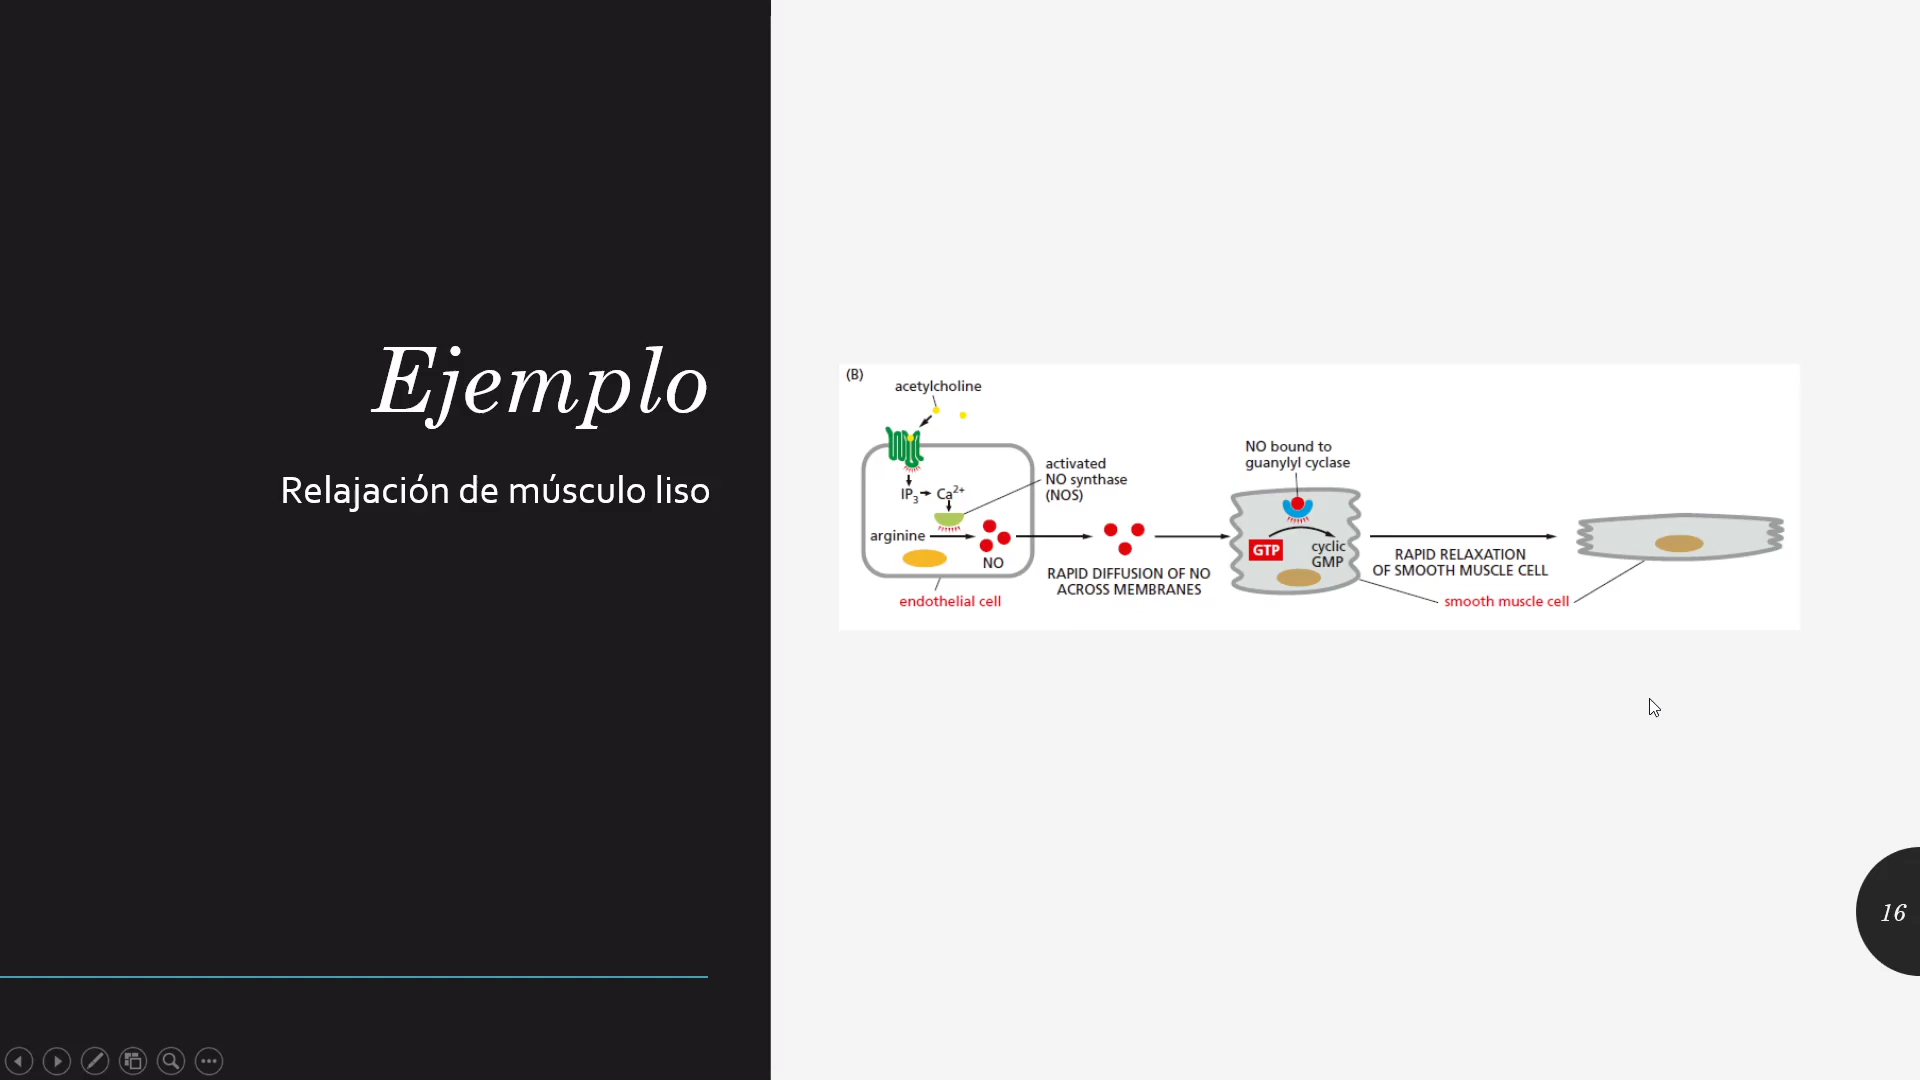 Ejemplo
Relajación de músculo liso
(B)
acetylcholine
IP3
Ca2+
activated
NO synthase
(NOS)
arginine
NO
endothelial cell
RAPID DIFFUSION OF NO
ACROSS MEMBRANES
NO bound to
guanylyl cyclase
GTP
cyclic
GMP
RAPID RELAXATION
OF SMOOTH MUSCLE CELL
smooth muscle cell
16